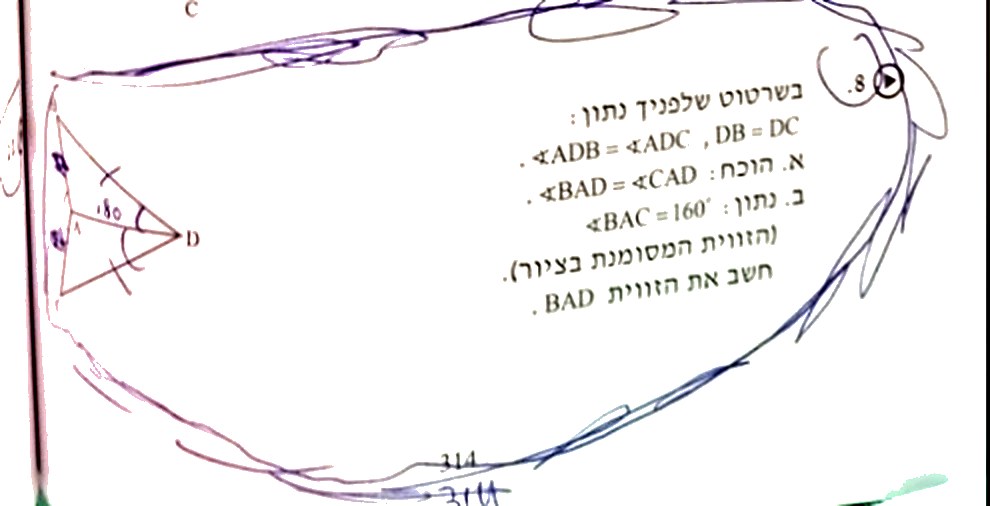 C
.8
בשרטוט שלפניך נתון:
∢ADB = ∢ADC , DB = DC .
א. הוכח: ∢BAD = ∢CAD .
ב. נתון: ∢BAC = 160°
(הזווית המסומנת בציור).
חשב את הזווית BAD .
180
A
D
314
314